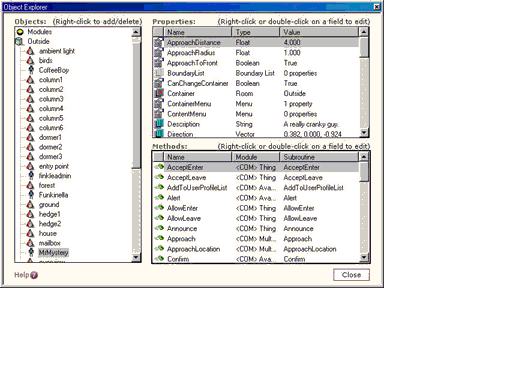 Object Explorer
Objects: (Right-click to add/delete)
Modules
Outside
ambient light
birds
CoffeeBoy
column1
column2
column3
column4
column5
column6
dormer1
dormer2
dormer3
entry point
finkleadmin
forest
Funkinella
ground
hedge1
hedge2
house
mailbox
MrMystery
Properties: (Right-click or double-click on a field to edit)
Name Type Value
ApproachDistance Float 4.000
ApproachRadius Float 1.000
ApproachToFront Boolean True
BoundaryList Boundary List 0 properties
CanChangeContainer Boolean True
Container Room Outside
ContainerMenu Menu 1 property
ContentMenu Menu 0 properties
Description String A really cranky guy.
Direction Vector 0.382, 0.000, -0.924
Methods: (Right-click or double-click on a field to edit)
Name Module Subroutine
AcceptEnter <COM> Thing AcceptEnter
AcceptLeave <COM> Thing AcceptLeave
AddToUserProfileList <COM> Ava... AddToUserProfileList
Alert <COM> Ava... Alert
AllowEnter <COM> Thing AllowEnter
AllowLeave <COM> Thing AllowLeave
Announce <COM> Thing Announce
Approach <COM> Mult... Approach
ApproachLocation <COM> Mult... ApproachLocation
Confirm <COM> Ava... Confirm
Help
Close